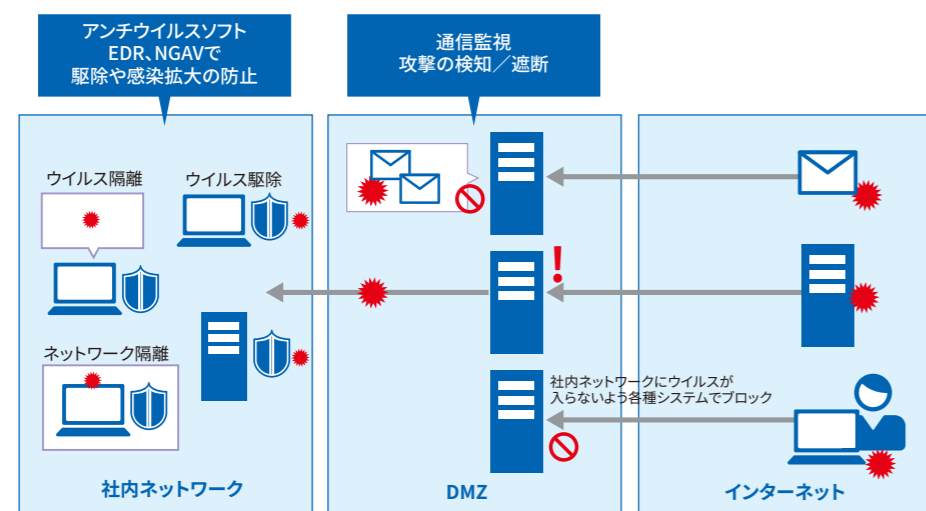 アンチウイルスソフト
EDR、NGAVで
駆除や感染拡大の防止
通信監視
攻撃の検知／遮断
ウイルス隔離
ウイルス駆除
ネットワーク隔離
!
社内ネットワークにウイルスが
入らないよう各種システムでブロック
社内ネットワーク
DMZ
インターネット